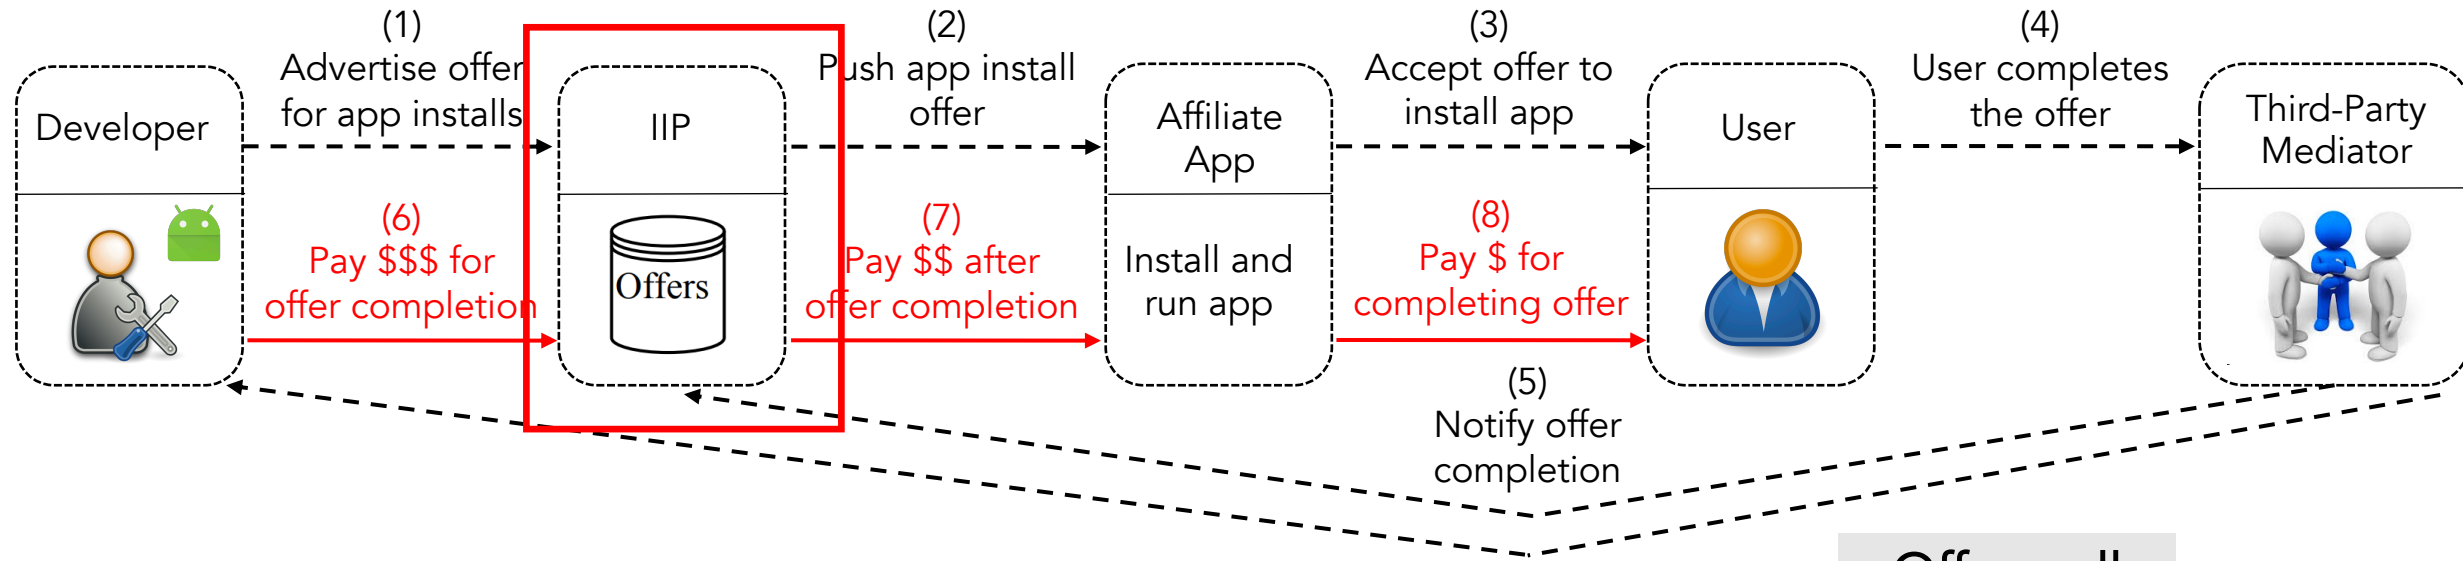 (1)
Advertise offer
for app installs
(2)
Push app install
offer
(3)
Accept offer to
install app
(4)
User completes
the offer
Developer
IIP
Affiliate
App
User
Third-Party
Mediator
(6)
Pay $$$ for
offer completion
Offers
(7)
Pay $$ after
offer completion
Install and
run app
(8)
Pay $ for
completing offer
(5)
Notify offer
completion